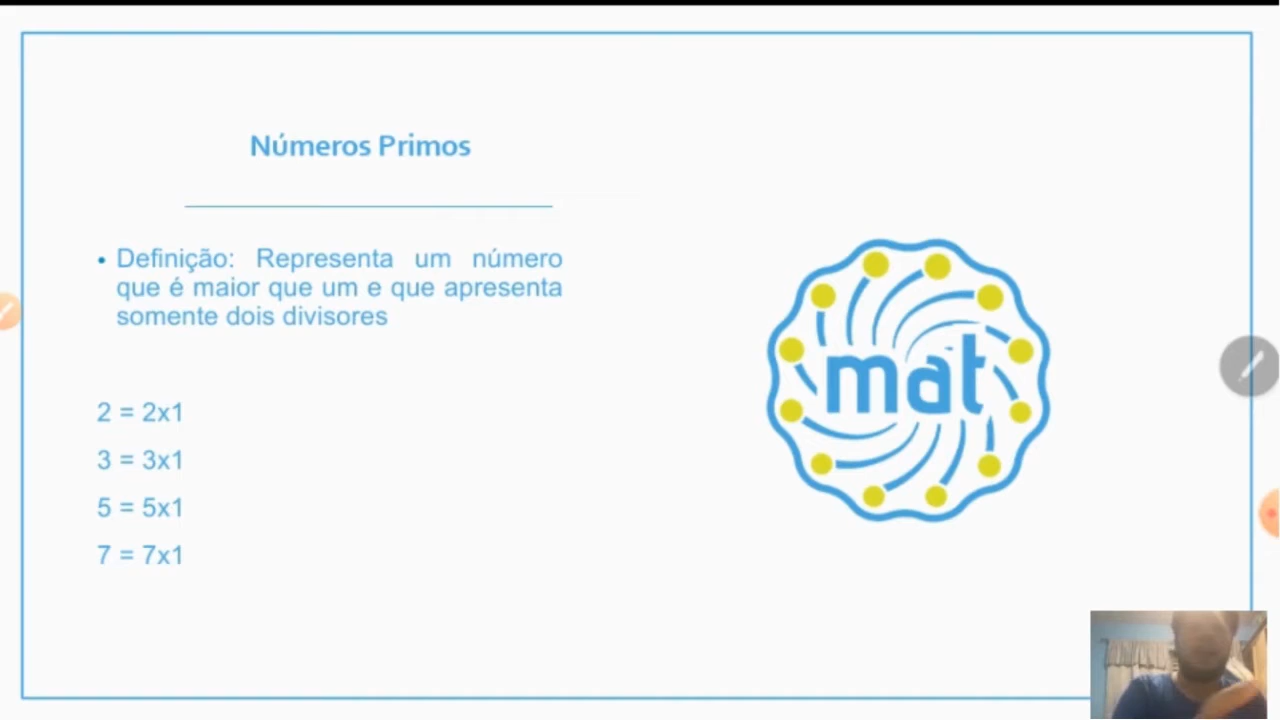 Números Primos
• Definição: Representa um número
que é maior que um e que apresenta
somente dois divisores
2 = 2x1
3 = 3x1
5 = 5x1
7 = 7x1
mat